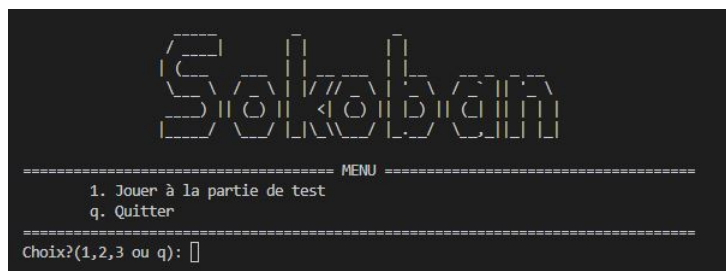 Sokoban
==================================== MENU ====================================
1. Jouer à la partie de test
q. Quitter
================================================================================
Choix?(1,2,3 ou q):